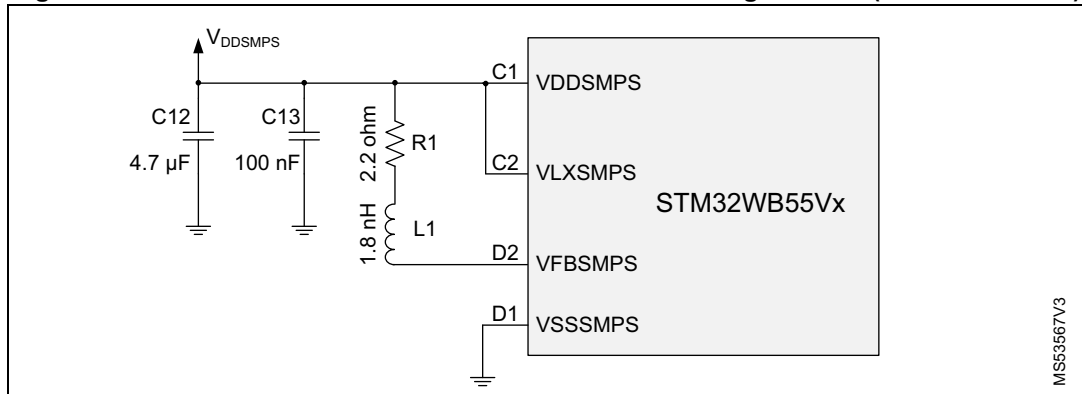 VDDSMPS
C12
4.7 µF
C13
100 nF
2.2 ohm
R1
1.8 nH
L1
C1
VDDSMPS
C2
VLXSMPS
STM32WB55Vx
D2
VFBSMPS
D1
VSSSMPS
MS53567V3